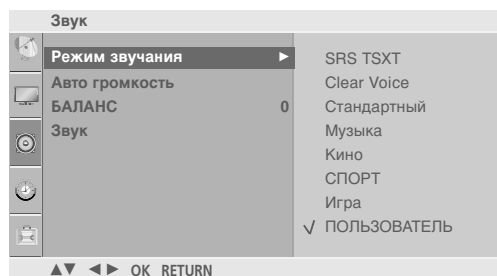 Звук
Режим звучания ►
Авто громкость
БАЛАНС 0
Звук
SRS TSXT
Clear Voice
Стандартный
Музыка
Кино
СПОРТ
Игра
√ ПОЛЬЗОВАТЕЛЬ
▲▼ ◄► OK RETURN